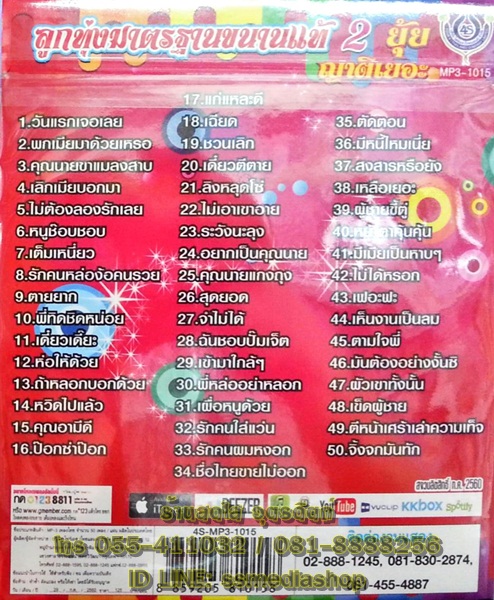 ลูกทุ่งมาตรฐานขนานแท้ 2 ยุ้ย
ญาติเยอะ
MP3-1015
1.วันแรกเจอเลย
2.พกเมียมาด้วยเหรอ
3.คุณนายขาแมลงสาบ
4.เลิกเมียบอกมา
5.ไม่ต้องลองรักเลย
6.หนูช๊อบชอบ
7.เต็มเหนี่ยว
8.รักคนหล่อง้อคนรวย
9.ตายยาก
10.พี่ทิดชิดหน่อย
11.เดี่ยวเดี๊ยะ
12.ห่อให้ด้วย
13.ถ้าหลอกบอกด้วย
14.หวิดไปแล้ว
15.คุณอามีดี
16.ป๊อกซ่าป๊อก
17.แก่แหละดี
18.เฉียด
19.ชวนเลิก
20.เดี่ยวตีตาย
21.ลิงหลุดโซ่
22.ไม่เอาเขาอาย
23.ระวังนะลุง
24.อยากเป็นคุณนาย
25.คุณนายแกงถุง
26.สุดยอด
27.จำไม่ได้
28.ฉันชอบปั๊มเจ็ต
29.เข้ามาใกล้ๆ
30.พี่หล่ออย่าหลอก
31.เผื่อหนูด้วย
32.รักคนใส่แว่น
33.รักคนผมหงอก
34.ชื่อไทยขายไม่ออก
35.ตัดตอน
36.มีหนี้ไหมเนี่ย
37.สงสารหรือยัง
38.เหลือเยอะ
39.ผู้ชายขี้ตู่
41.มีเมียเป็นหาบๆ
42.ไม่ได้หรอก
43.เฟอะฟะ
44.เห็นงานเป็นลม
45.ตามใจพี่
46.มันต้องอย่างงั้นซิ
47.ผัวเขาทั้งนั้น
48.เข็ดผู้ชาย
49.ตีหน้าเศร้าเล่าความเท็จ
50.จิ้งจกมันทัก
สงวนลิขสิทธิ์ ก.ค. 2560
กด *01238811
หรือ www.gmember.com
DEEZER
YouTube
VUCLIP
KKBOX
Spotify
4S-MP3-1015
โทร 055-411032 / 081-8888256
02-888-1245, 081-830-2874,
455-4887
ID LINE: ssmediashop